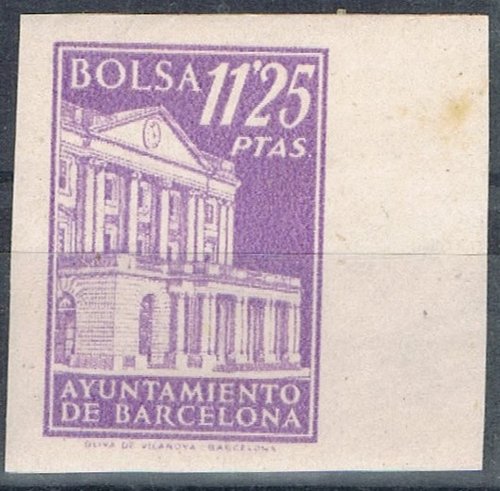 BOLSA 11'25
PTAS.
AYUNTAMIENTO
DE BARCELONA
OLIVA DE VILANOVA - BARCELONA